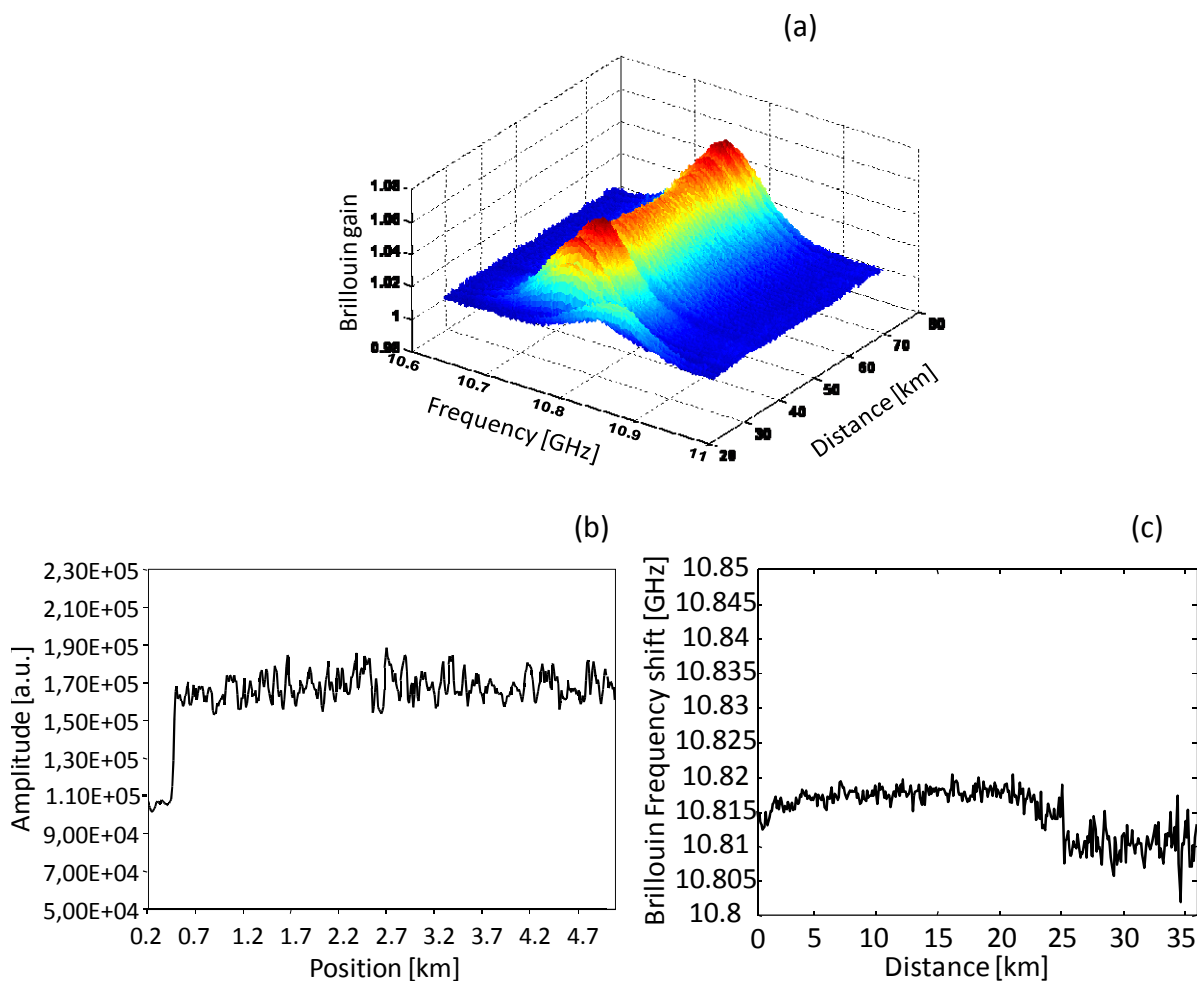 (a)
Brillouin gain
1.08
1.06
1.04
1.02
1
0.98
10.6
10.7
10.8
10.9
11
Frequency [GHz]
20
30
40
50
60
70
80
Distance [km]
(b)
Amplitude [a.u.]
2,30E+05
2,10E+05
1,90E+05
1,70E+05
1,50E+05
1,30E+05
1,10E+05
9,00E+04
7,00E+04
5,00E+04
0.2 0.7 1.2 1.7 2.2 2.7 3.2 3.7 4.2 4.7
Position [km]
(c)
Brillouin Frequency shift [GHz]
10.85
10.845
10.84
10.835
10.83
10.825
10.82
10.815
10.81
10.805
10.8
0 5 10 15 20 25 30 35
Distance [km]